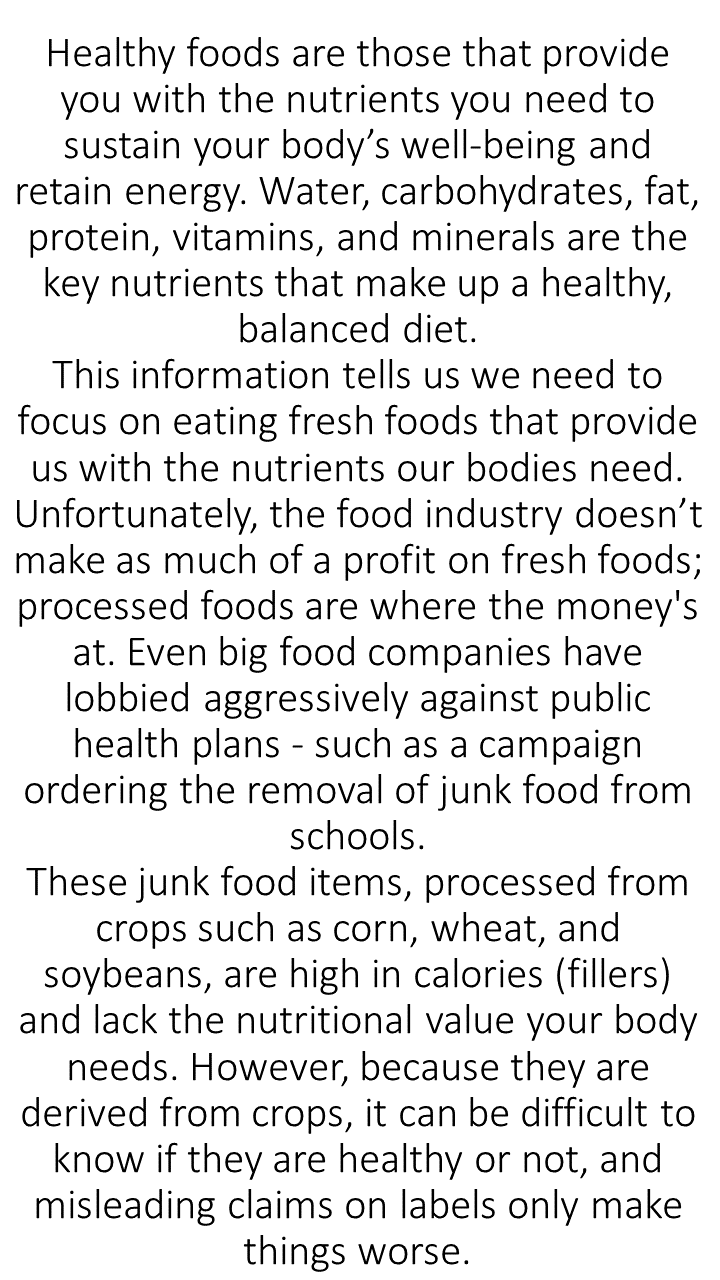 Healthy foods are those that provide
you with the nutrients you need to
sustain your body’s well-being and
retain energy. Water, carbohydrates, fat,
protein, vitamins, and minerals are the
key nutrients that make up a healthy,
balanced diet.
This information tells us we need to
focus on eating fresh foods that provide
us with the nutrients our bodies need.
Unfortunately, the food industry doesn’t
make as much of a profit on fresh foods;
processed foods are where the money's
at. Even big food companies have
lobbied aggressively against public
health plans - such as a campaign
ordering the removal of junk food from
schools.
These junk food items, processed from
crops such as corn, wheat, and
soybeans, are high in calories (fillers)
and lack the nutritional value your body
needs. However, because they are
derived from crops, it can be difficult to
know if they are healthy or not, and
misleading claims on labels only make
things worse.